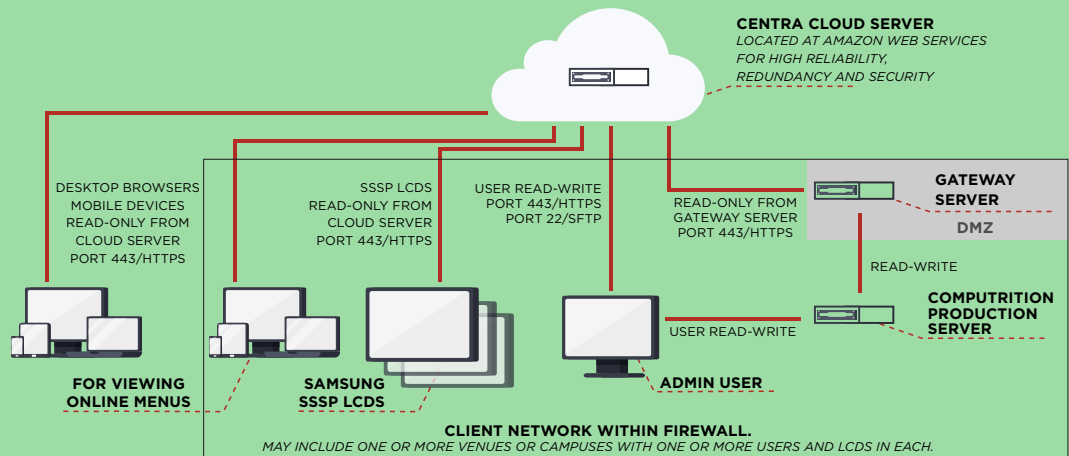 CENTRA CLOUD SERVER
LOCATED AT AMAZON WEB SERVICES
FOR HIGH RELIABILITY,
REDUNDANCY AND SECURITY
DESKTOP BROWSERS
MOBILE DEVICES
READ-ONLY FROM
CLOUD SERVER
PORT 443/HTTPS
SSSP LCDS
READ-ONLY FROM
CLOUD SERVER
PORT 443/HTTPS
USER READ-WRITE
PORT 443/HTTPS
PORT 22/SFTP
READ-ONLY FROM
GATEWAY SERVER
PORT 443/HTTPS
GATEWAY
SERVER
DMZ
READ-WRITE
COMPUTRITION
PRODUCTION
SERVER
USER READ-WRITE
FOR VIEWING
ONLINE MENUS
SAMSUNG
SSSP LCDS
ADMIN USER
CLIENT NETWORK WITHIN FIREWALL.
MAY INCLUDE ONE OR MORE VENUES OR CAMPUSES WITH ONE OR MORE USERS AND LCDS IN EACH.